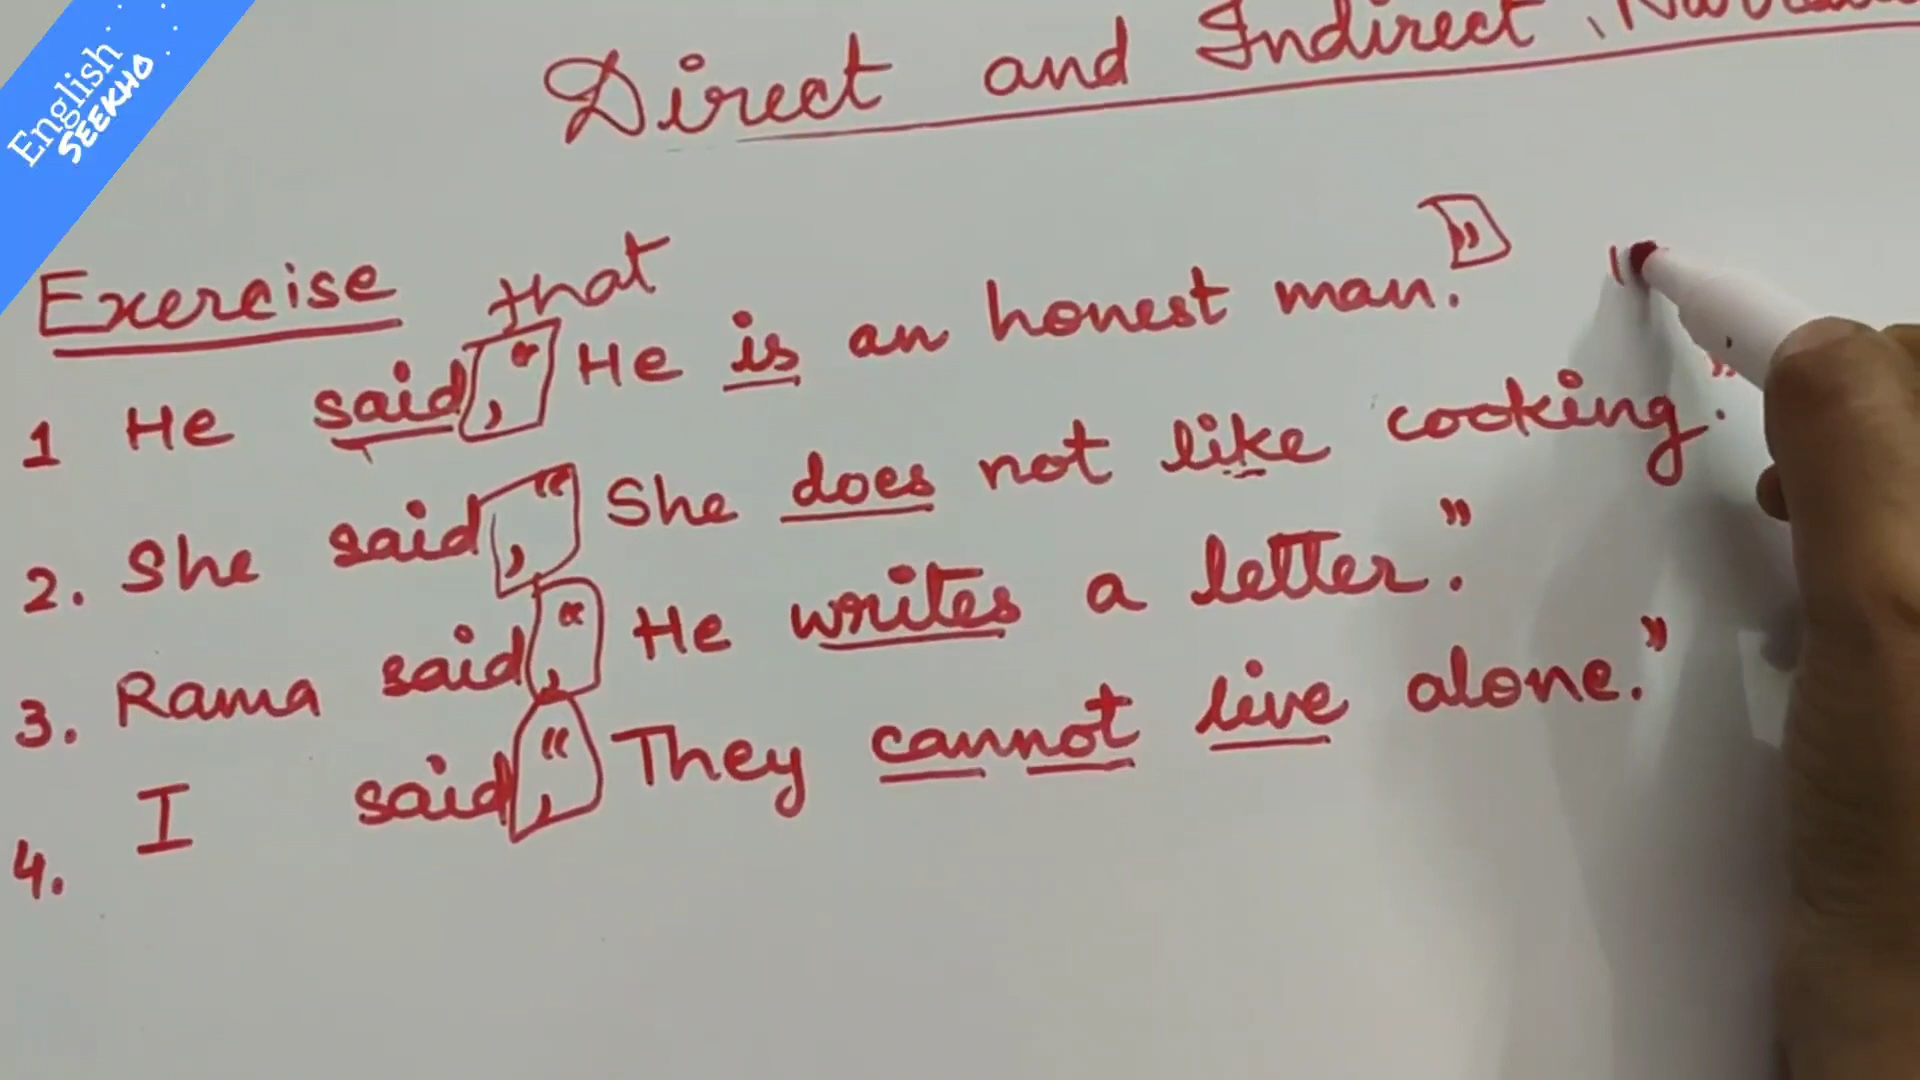 English
SEEKHO
Direct and Indirect
Exercise
that
1 He said, “He is an honest man.”
2. She said, “She does not like cooking.”
3. Rama said, “He writes a letter.”
4. I said, “They cannot live alone.”